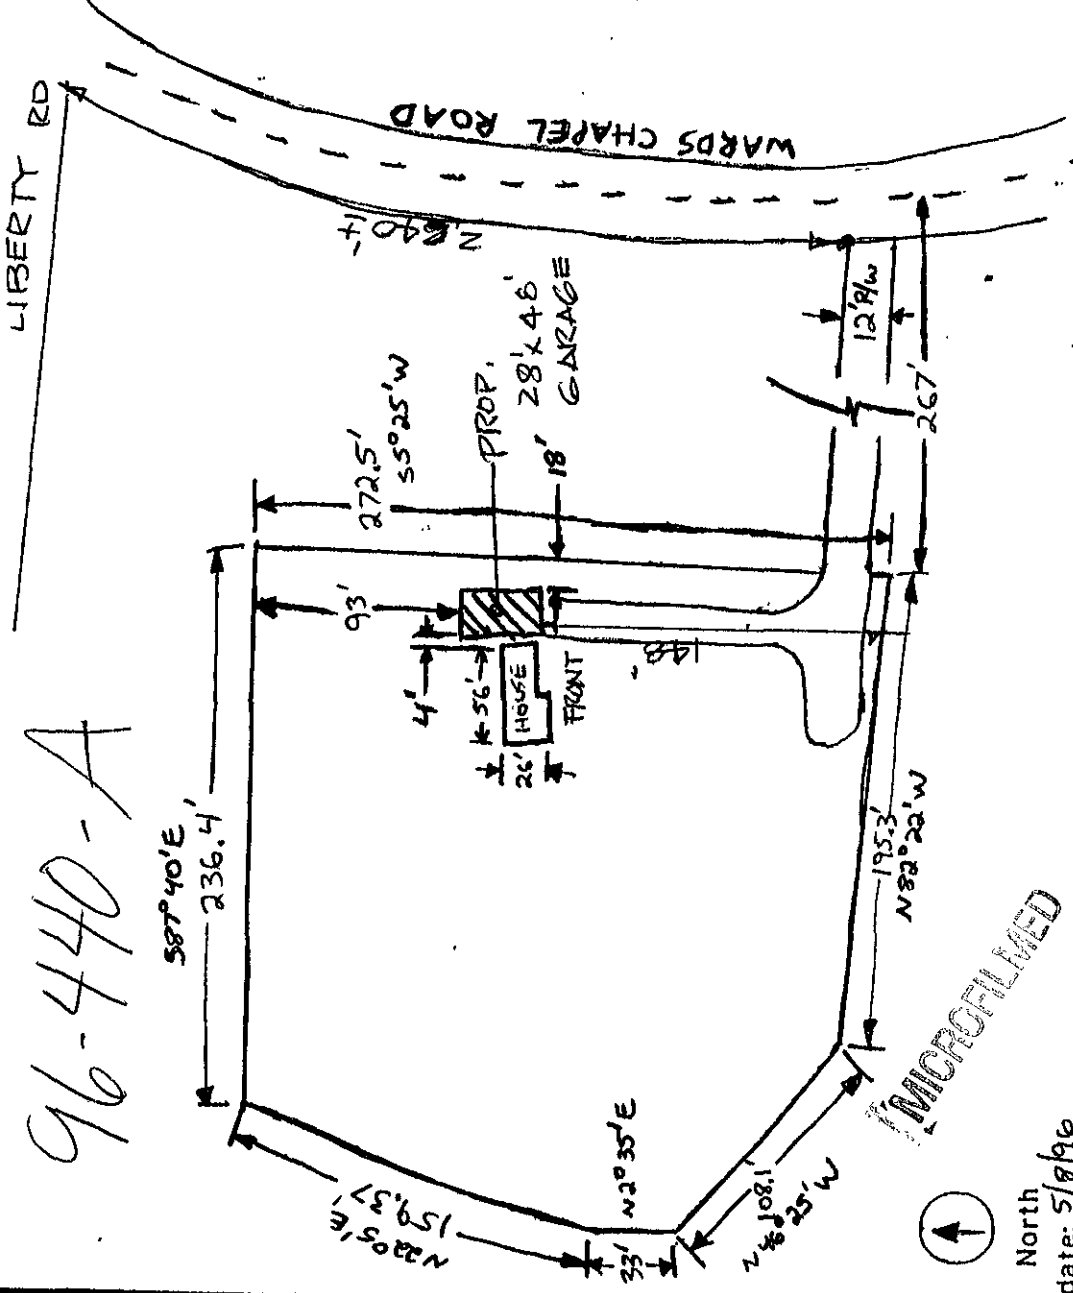 LIBERTY RD
96-440-A
WARDS CHAPEL ROAD
S87°40'E
236.4'
272.5'
S5°25'W
PROP.
28'x48'
GARAGE
18'
93'
4'
56'
HOUSE
26'
FRONT
148'
12' R/W
267'
195.3'
N82°22'W
N22°05'E
159.37'
N2°35'E
33'
108.1'
25'W
MICROFILMED
North
date: 5/8/96